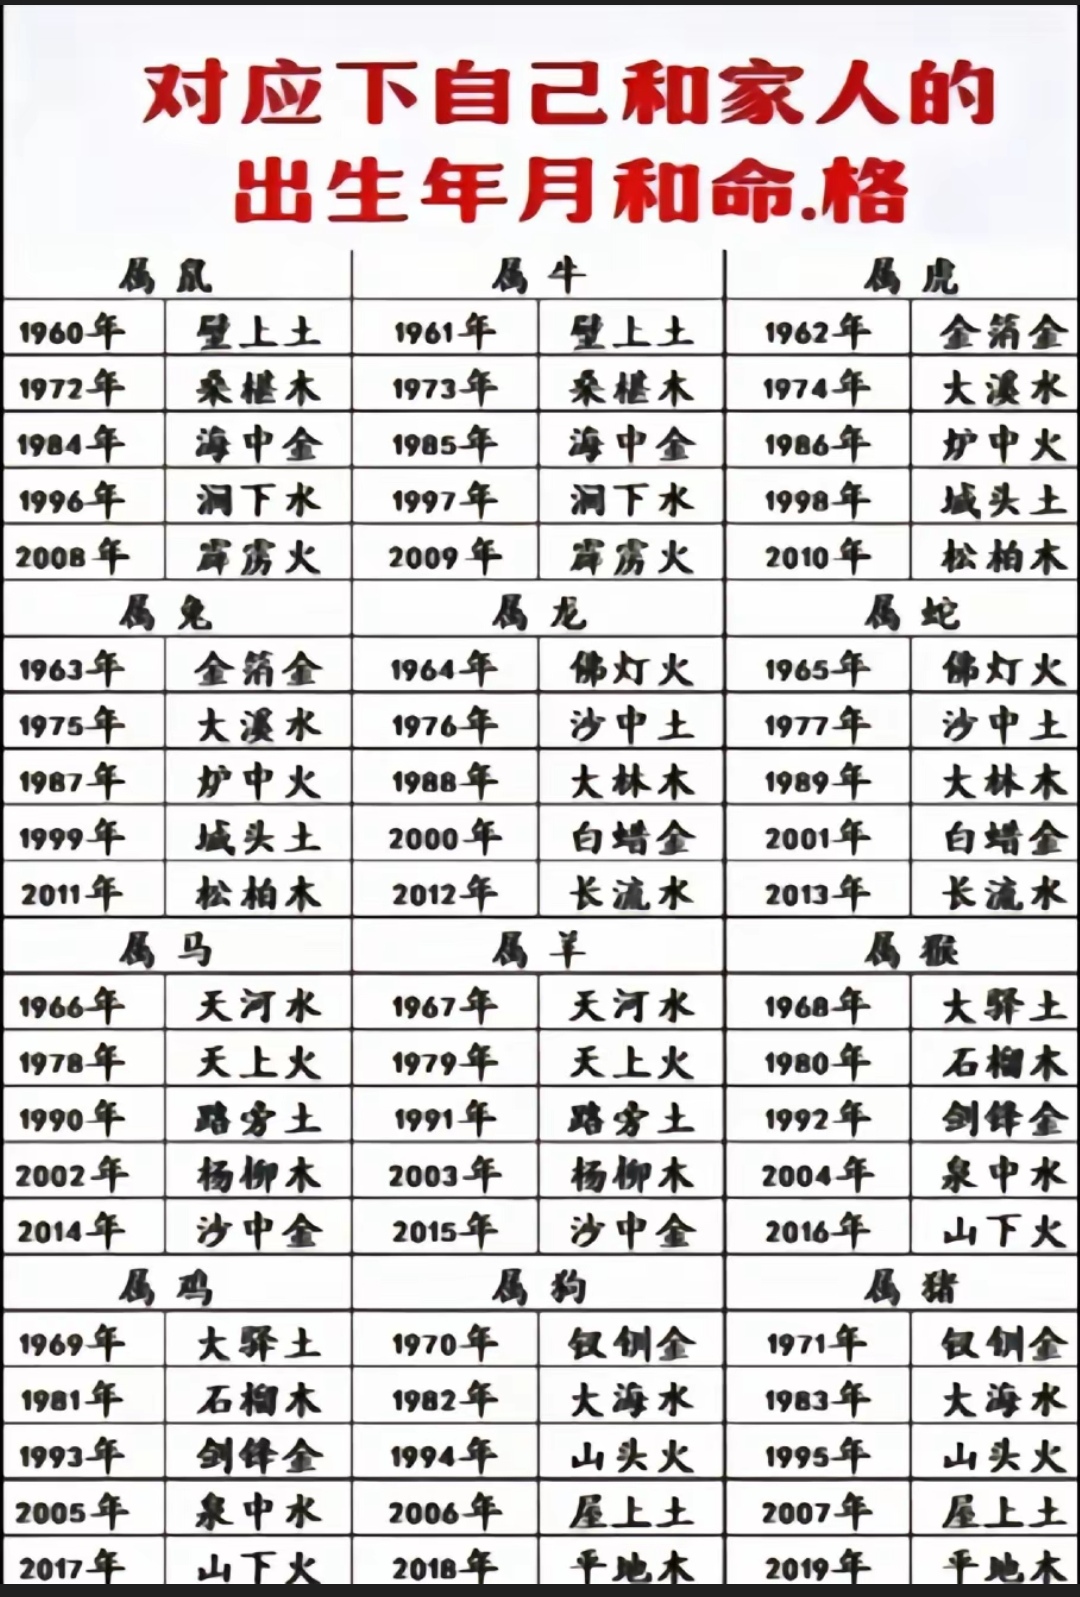 对应下自己和家人的
出生年月和命.格
属鼠 属牛 属虎
1960年 壁上土 1961年 壁上土 1962年 金箔金
1972年 桑椹木 1973年 桑椹木 1974年 大溪水
1984年 海中金 1985年 海中金 1986年 炉中火
1996年 涧下水 1997年 涧下水 1998年 城头土
2008年 霹雳火 2009年 霹雳火 2010年 松柏木
属兔 属龙 属蛇
1963年 金箔金 1964年 佛灯火 1965年 佛灯火
1975年 大溪水 1976年 沙中土 1977年 沙中土
1987年 炉中火 1988年 大林木 1989年 大林木
1999年 城头土 2000年 白蜡金 2001年 白蜡金
2011年 松柏木 2012年 长流水 2013年 长流水
属马 属羊 属猴
1966年 天河水 1967年 天河水 1968年 大驿土
1978年 天上火 1979年 天上火 1980年 石榴木
1990年 路旁土 1991年 路旁土 1992年 剑锋金
2002年 杨柳木 2003年 杨柳木 2004年 泉中水
2014年 沙中金 2015年 沙中金 2016年 山下火
属鸡 属狗 属猪
1969年 大驿土 1970年 钗钏金 1971年 钗钏金
1981年 石榴木 1982年 大海水 1983年 大海水
1993年 剑锋金 1994年 山头火 1995年 山头火
2005年 泉中水 2006年 屋上土 2007年 屋上土
2017年 山下火 2018年 平地木 2019年 平地木